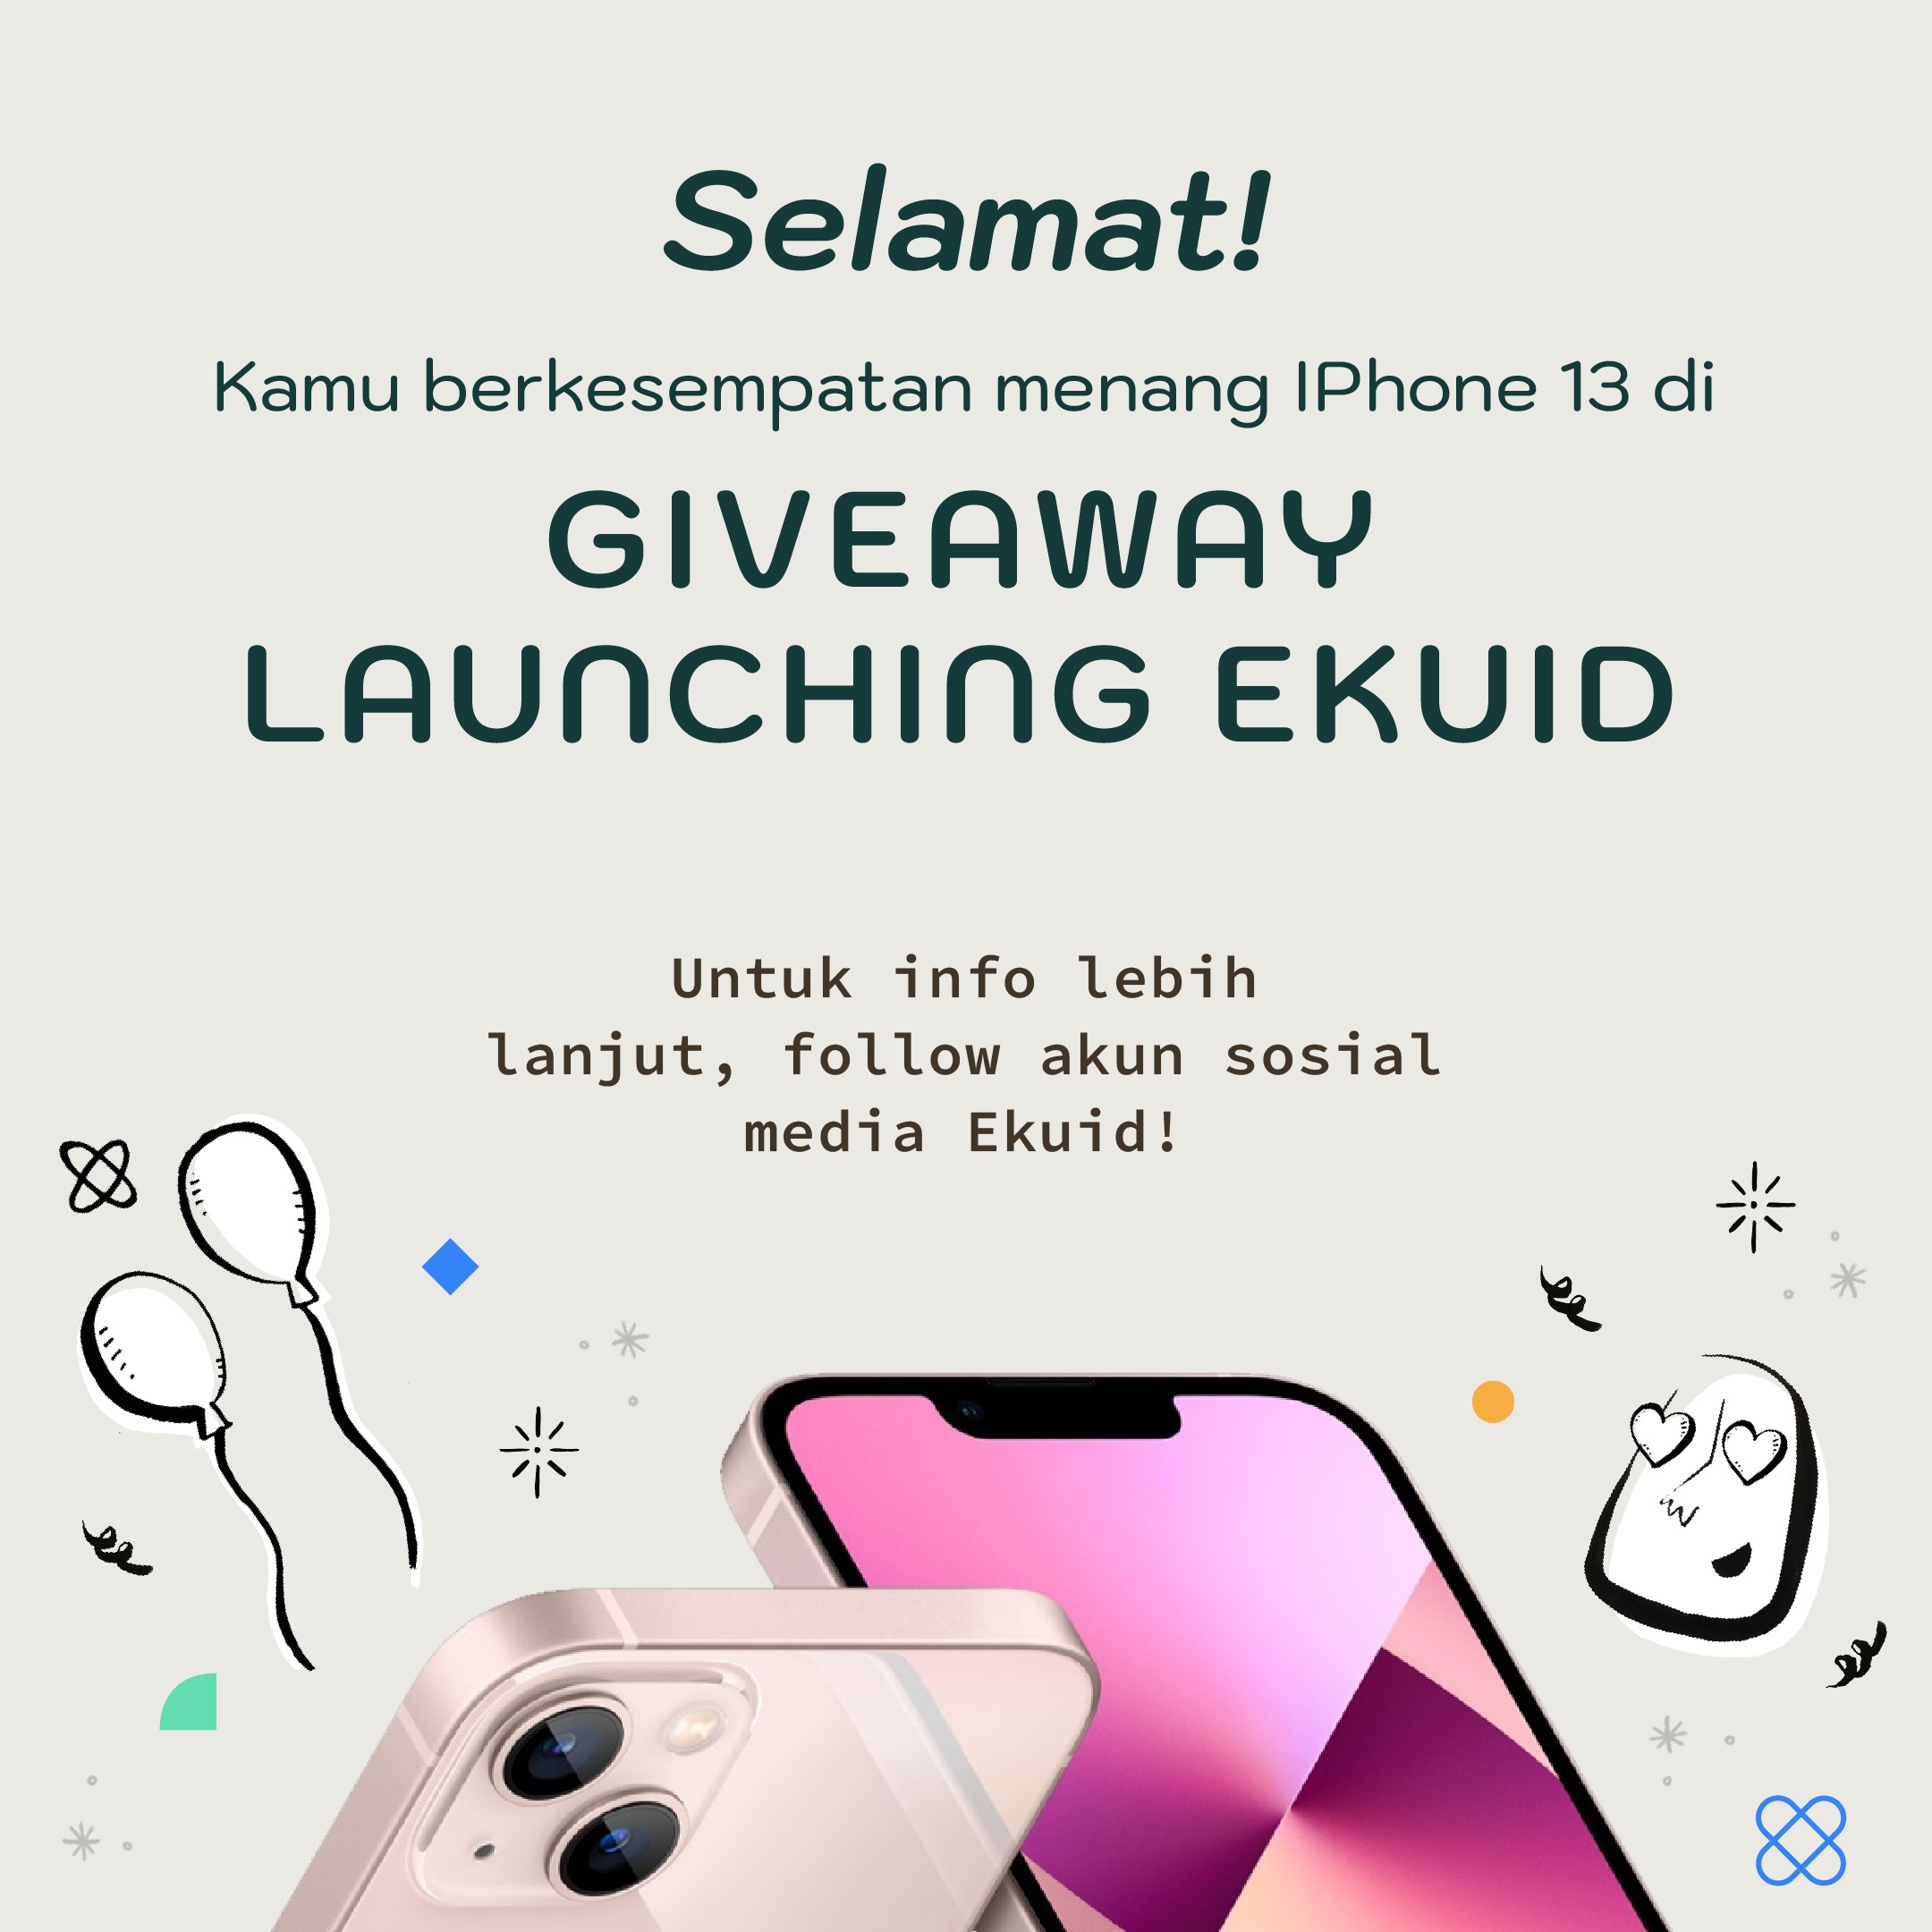 Selamat!
Kamu berkesempatan menang IPhone 13 di
GIVEAWAY
LAUNCHING EKUID
Untuk info lebih
lanjut, follow akun sosial
media Ekuid!